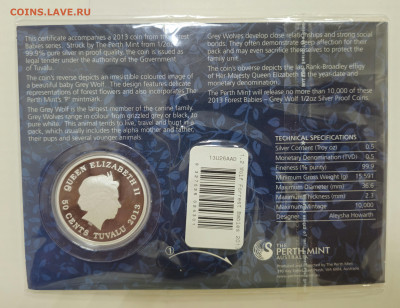 COINS.LAVE.RU
This certificate accompanies a 2013 coin from the Forest
Babies series. Struck by The Perth Mint from 1/2oz of
99.9% pure silver in proof quality, the coin is issued as
legal tender under the authority of the Government
of Tuvalu.
The coin's reverse depicts an coloured image of
a beautiful baby Grey Wolf. The design features delicate
representations of forest flowers and also incorporates The
Perth Mint's 'P' mintmark.
The Grey Wolf is the largest member of the canine family.
Grey Wolves range in colour from grizzled grey or black, to
pure white. This animal tends to live, travel and hunt in a
pack, which usually includes the alpha mother and father,
their pups and several younger animals.
Grey Wolves develop close relationships and strong social
bonds. They often demonstrate deep affection for their
pack and may even sacrifice themselves to protect the
family unit.
The coin's obverse depicts the Ian Rank-Broadley effigy
of Her Majesty Queen Elizabeth II, the year-date and
monetary denomination.
The Perth Mint will release no more than 10,000 of these
2013 Forest Babies – Grey Wolf 1/2oz Silver Proof Coins.
TECHNICAL SPECIFICATIONS
Silver Content (Troy oz) 0.5
Monetary Denomination (TVD) 0.5
Fineness (% purity) 99.9
Minimum Gross Weight (g) 15.591
Maximum Diameter (mm) 36.6
Maximum Thickness (mm) 2.
Maximum Mintage 10,000
Designer Aleysha Howarth
13U26AAD
QUEEN ELIZABETH II
50 CENTS TUVALU 2013
THE
PERTH MINT
AUSTRALIA